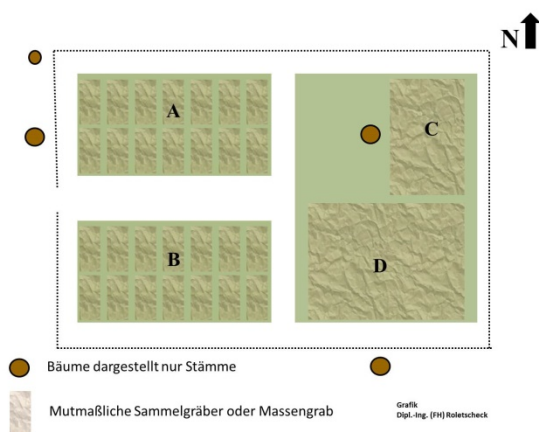 N
A
C
B
D
Bäume dargestellt nur Stämme
Mutmaßliche Sammelgräber oder Massengrab
Grafik
Dipl.-Ing. (FH) Roletscheck